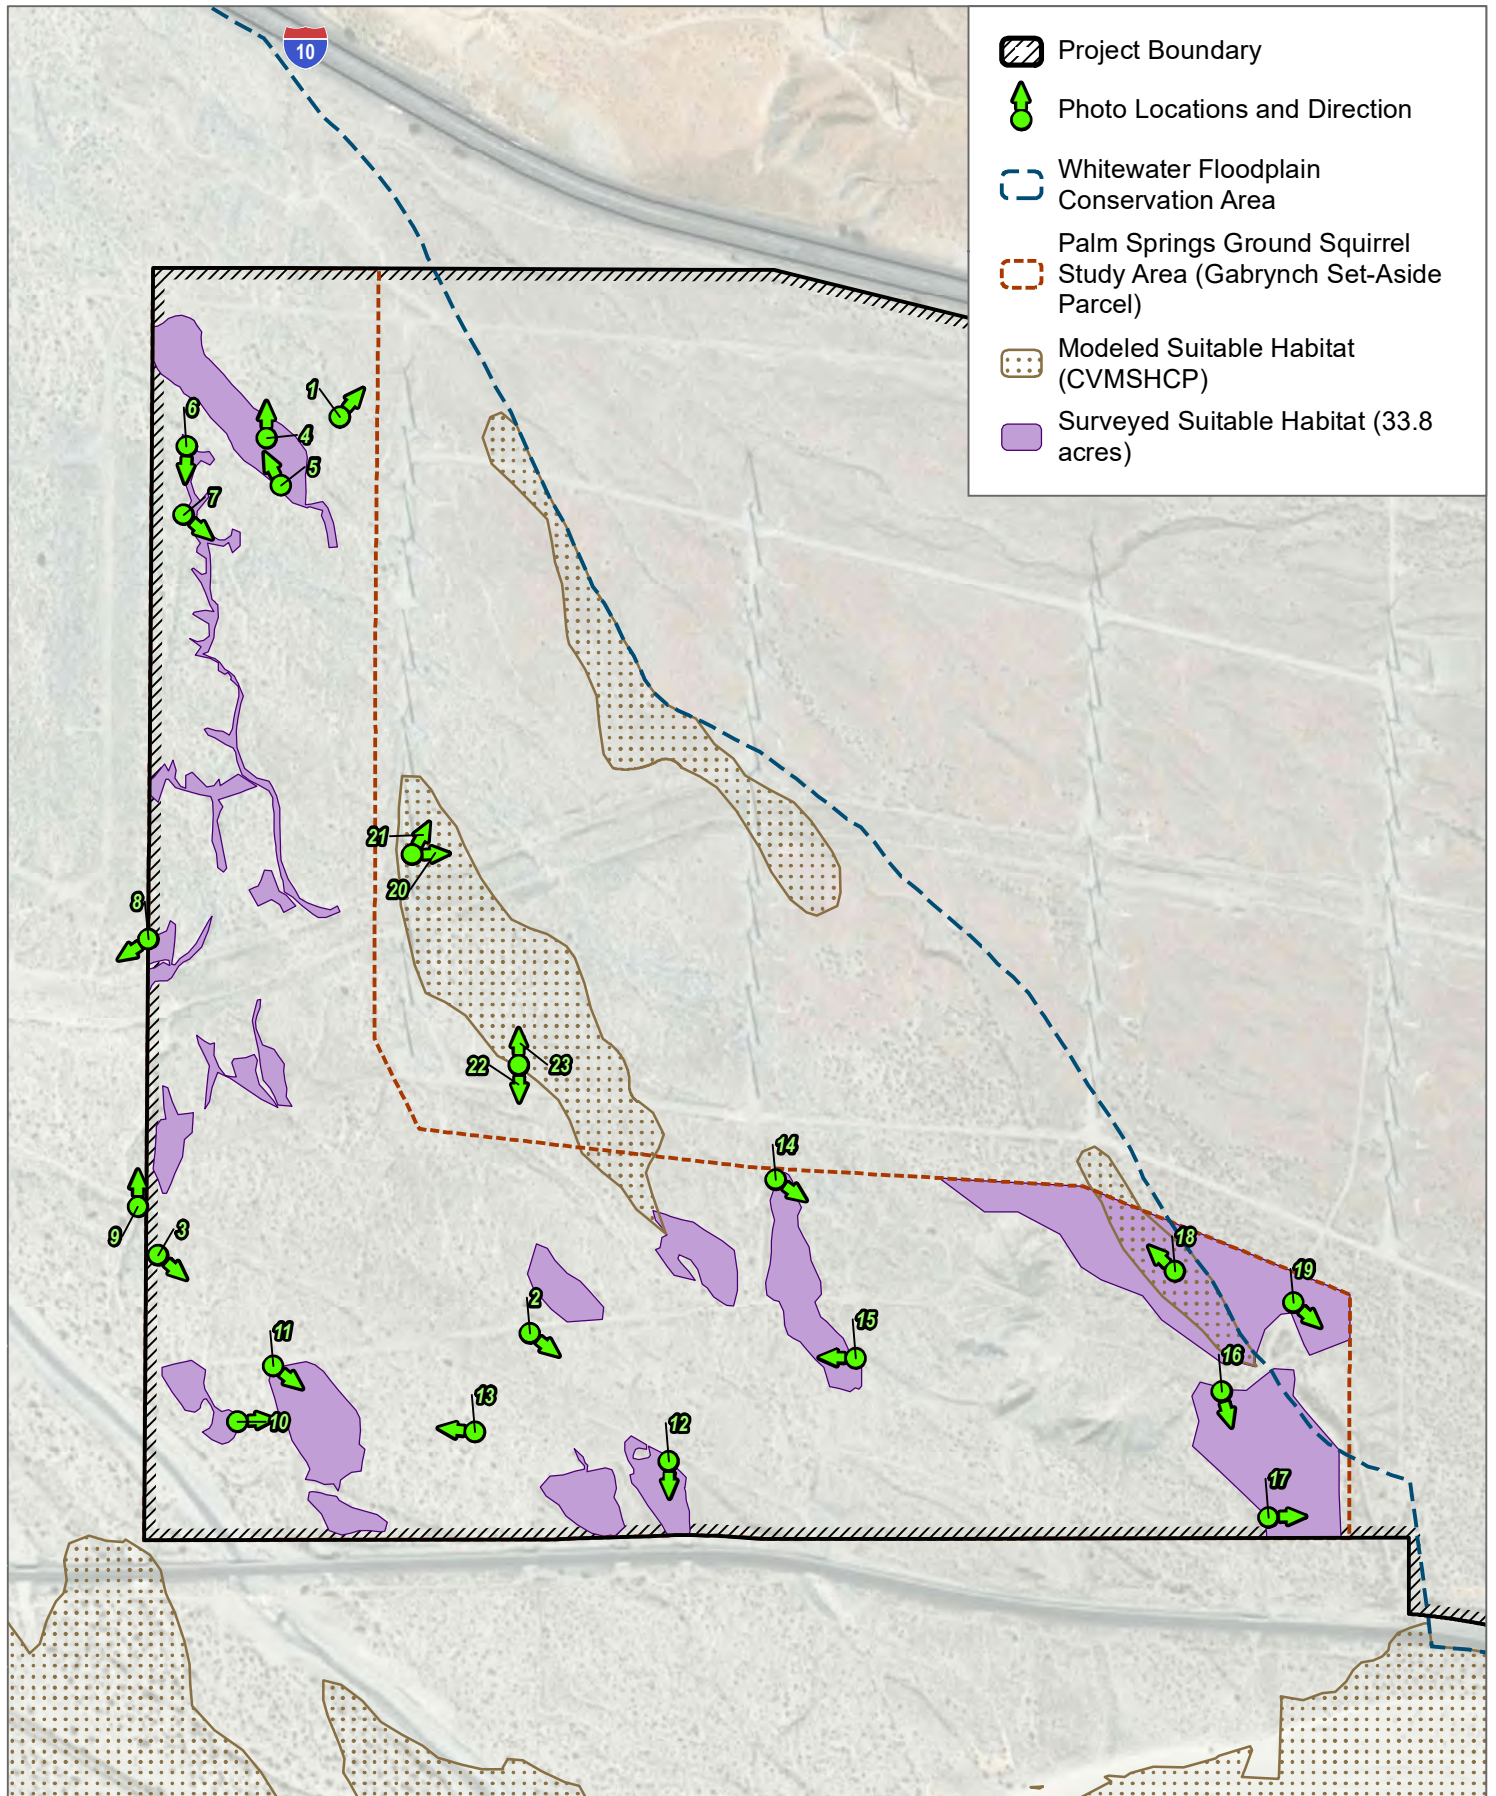 10
Project Boundary
Photo Locations and Direction
Whitewater Floodplain
Conservation Area
Palm Springs Ground Squirrel
Study Area (Gabrynch Set-Aside
Parcel)
Modeled Suitable Habitat
(CVMSHCP)
Surveyed Suitable Habitat (33.8
acres)
1
6
4
5
7
21
20
8
22
23
14
9
3
18
19
2
11
15
16
13
10
12
17